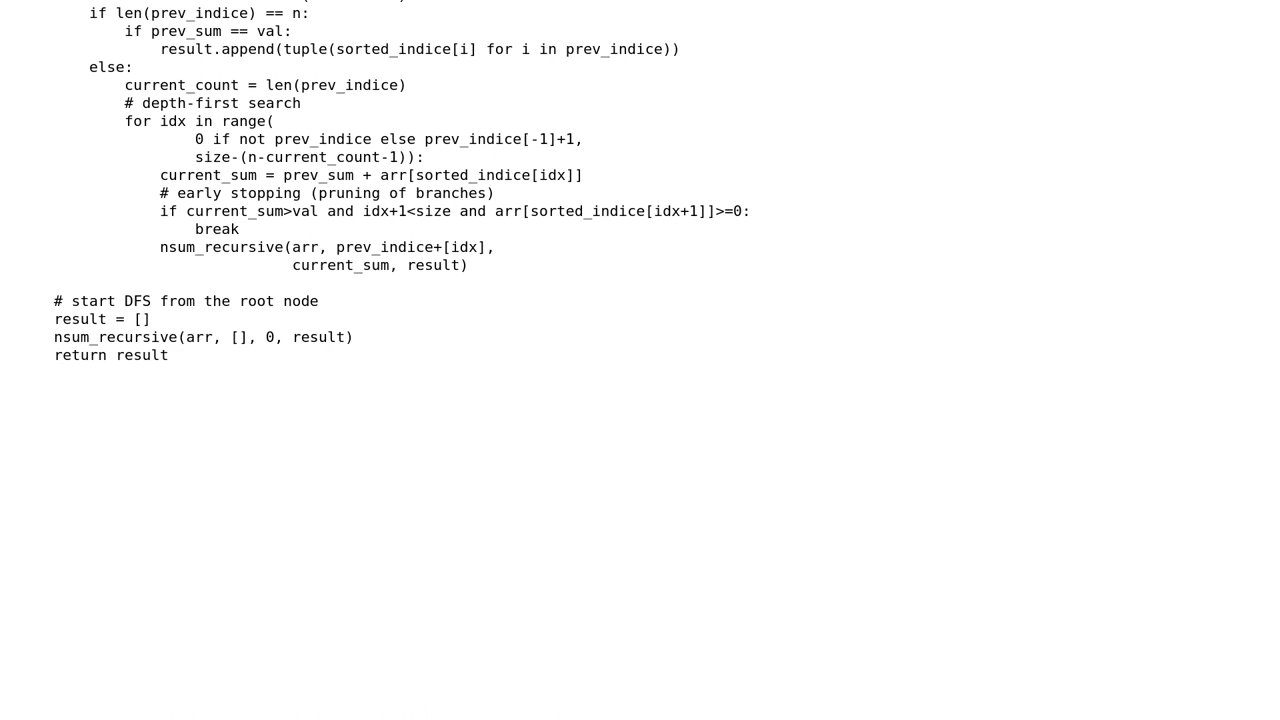 if len(prev_indice) == n:
            if prev_sum == val:
                result.append(tuple(sorted_indice[i] for i in prev_indice))
        else:
            current_count = len(prev_indice)
            # depth-first search
            for idx in range(
                    0 if not prev_indice else prev_indice[-1]+1,
                    size-(n-current_count-1)):
                current_sum = prev_sum + arr[sorted_indice[idx]]
                # early stopping (pruning of branches)
                if current_sum>val and idx+1<size and arr[sorted_indice[idx+1]]>=0:
                    break
                nsum_recursive(arr, prev_indice+[idx],
                               current_sum, result)

    # start DFS from the root node
    result = []
    nsum_recursive(arr, [], 0, result)
    return result